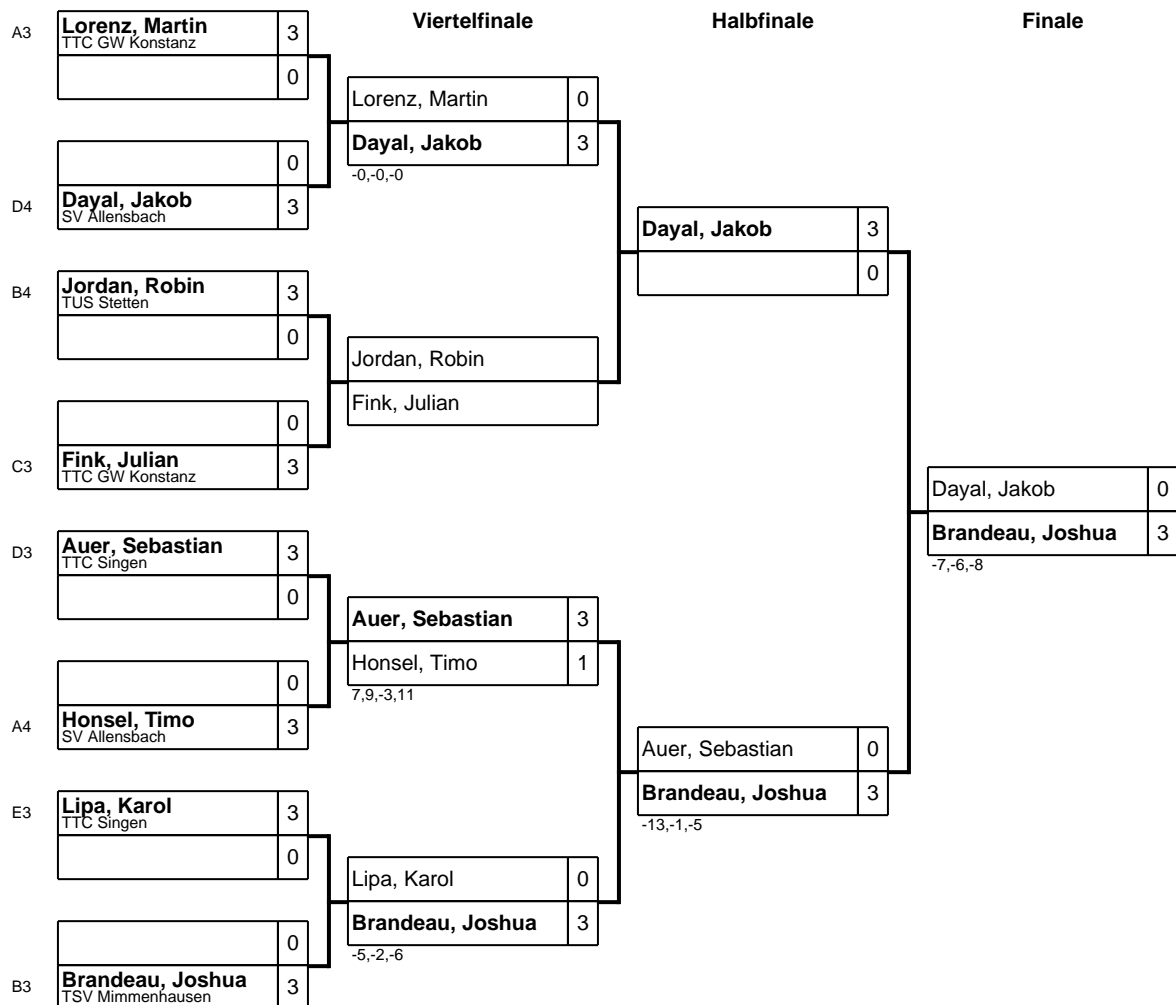 Viertelfinale
Halbfinale
Finale
A3
Lorenz, Martin
TTC GW Konstanz
3
0
0
D4
Dayal, Jakob
SV Allensbach
3
B4
Jordan, Robin
TUS Stetten
3
0
0
C3
Fink, Julian
TTC GW Konstanz
3
D3
Auer, Sebastian
TTC Singen
3
0
0
A4
Honsel, Timo
SV Allensbach
3
E3
Lipa, Karol
TTC Singen
3
0
0
B3
Brandeau, Joshua
TSV Mimmenhausen
3
Lorenz, Martin 0
Dayal, Jakob 3
-0,-0,-0
Jordan, Robin
Fink, Julian
Auer, Sebastian 3
Honsel, Timo 1
7,9,-3,11
Lipa, Karol 0
Brandeau, Joshua 3
-5,-2,-6
Dayal, Jakob 3
0
Auer, Sebastian 0
Brandeau, Joshua 3
-13,-1,-5
Dayal, Jakob 0
Brandeau, Joshua 3
-7,-6,-8